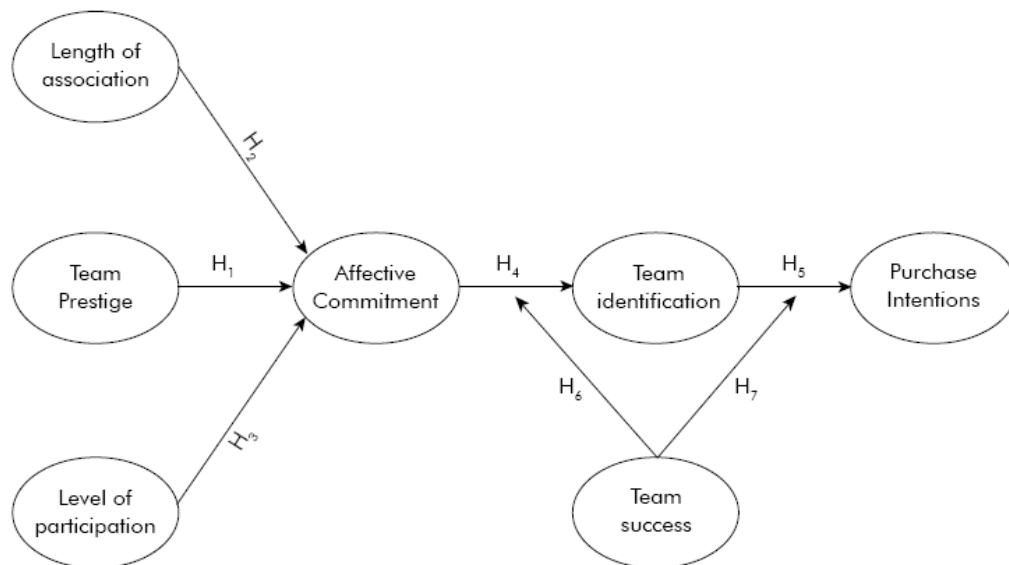 Length of
association
H₂
Team
Prestige
H₁
Affective
Commitment
H₄
Team
identification
H₅
Purchase
Intentions
H₃
H₆
H₇
Level of
participation
Team
success